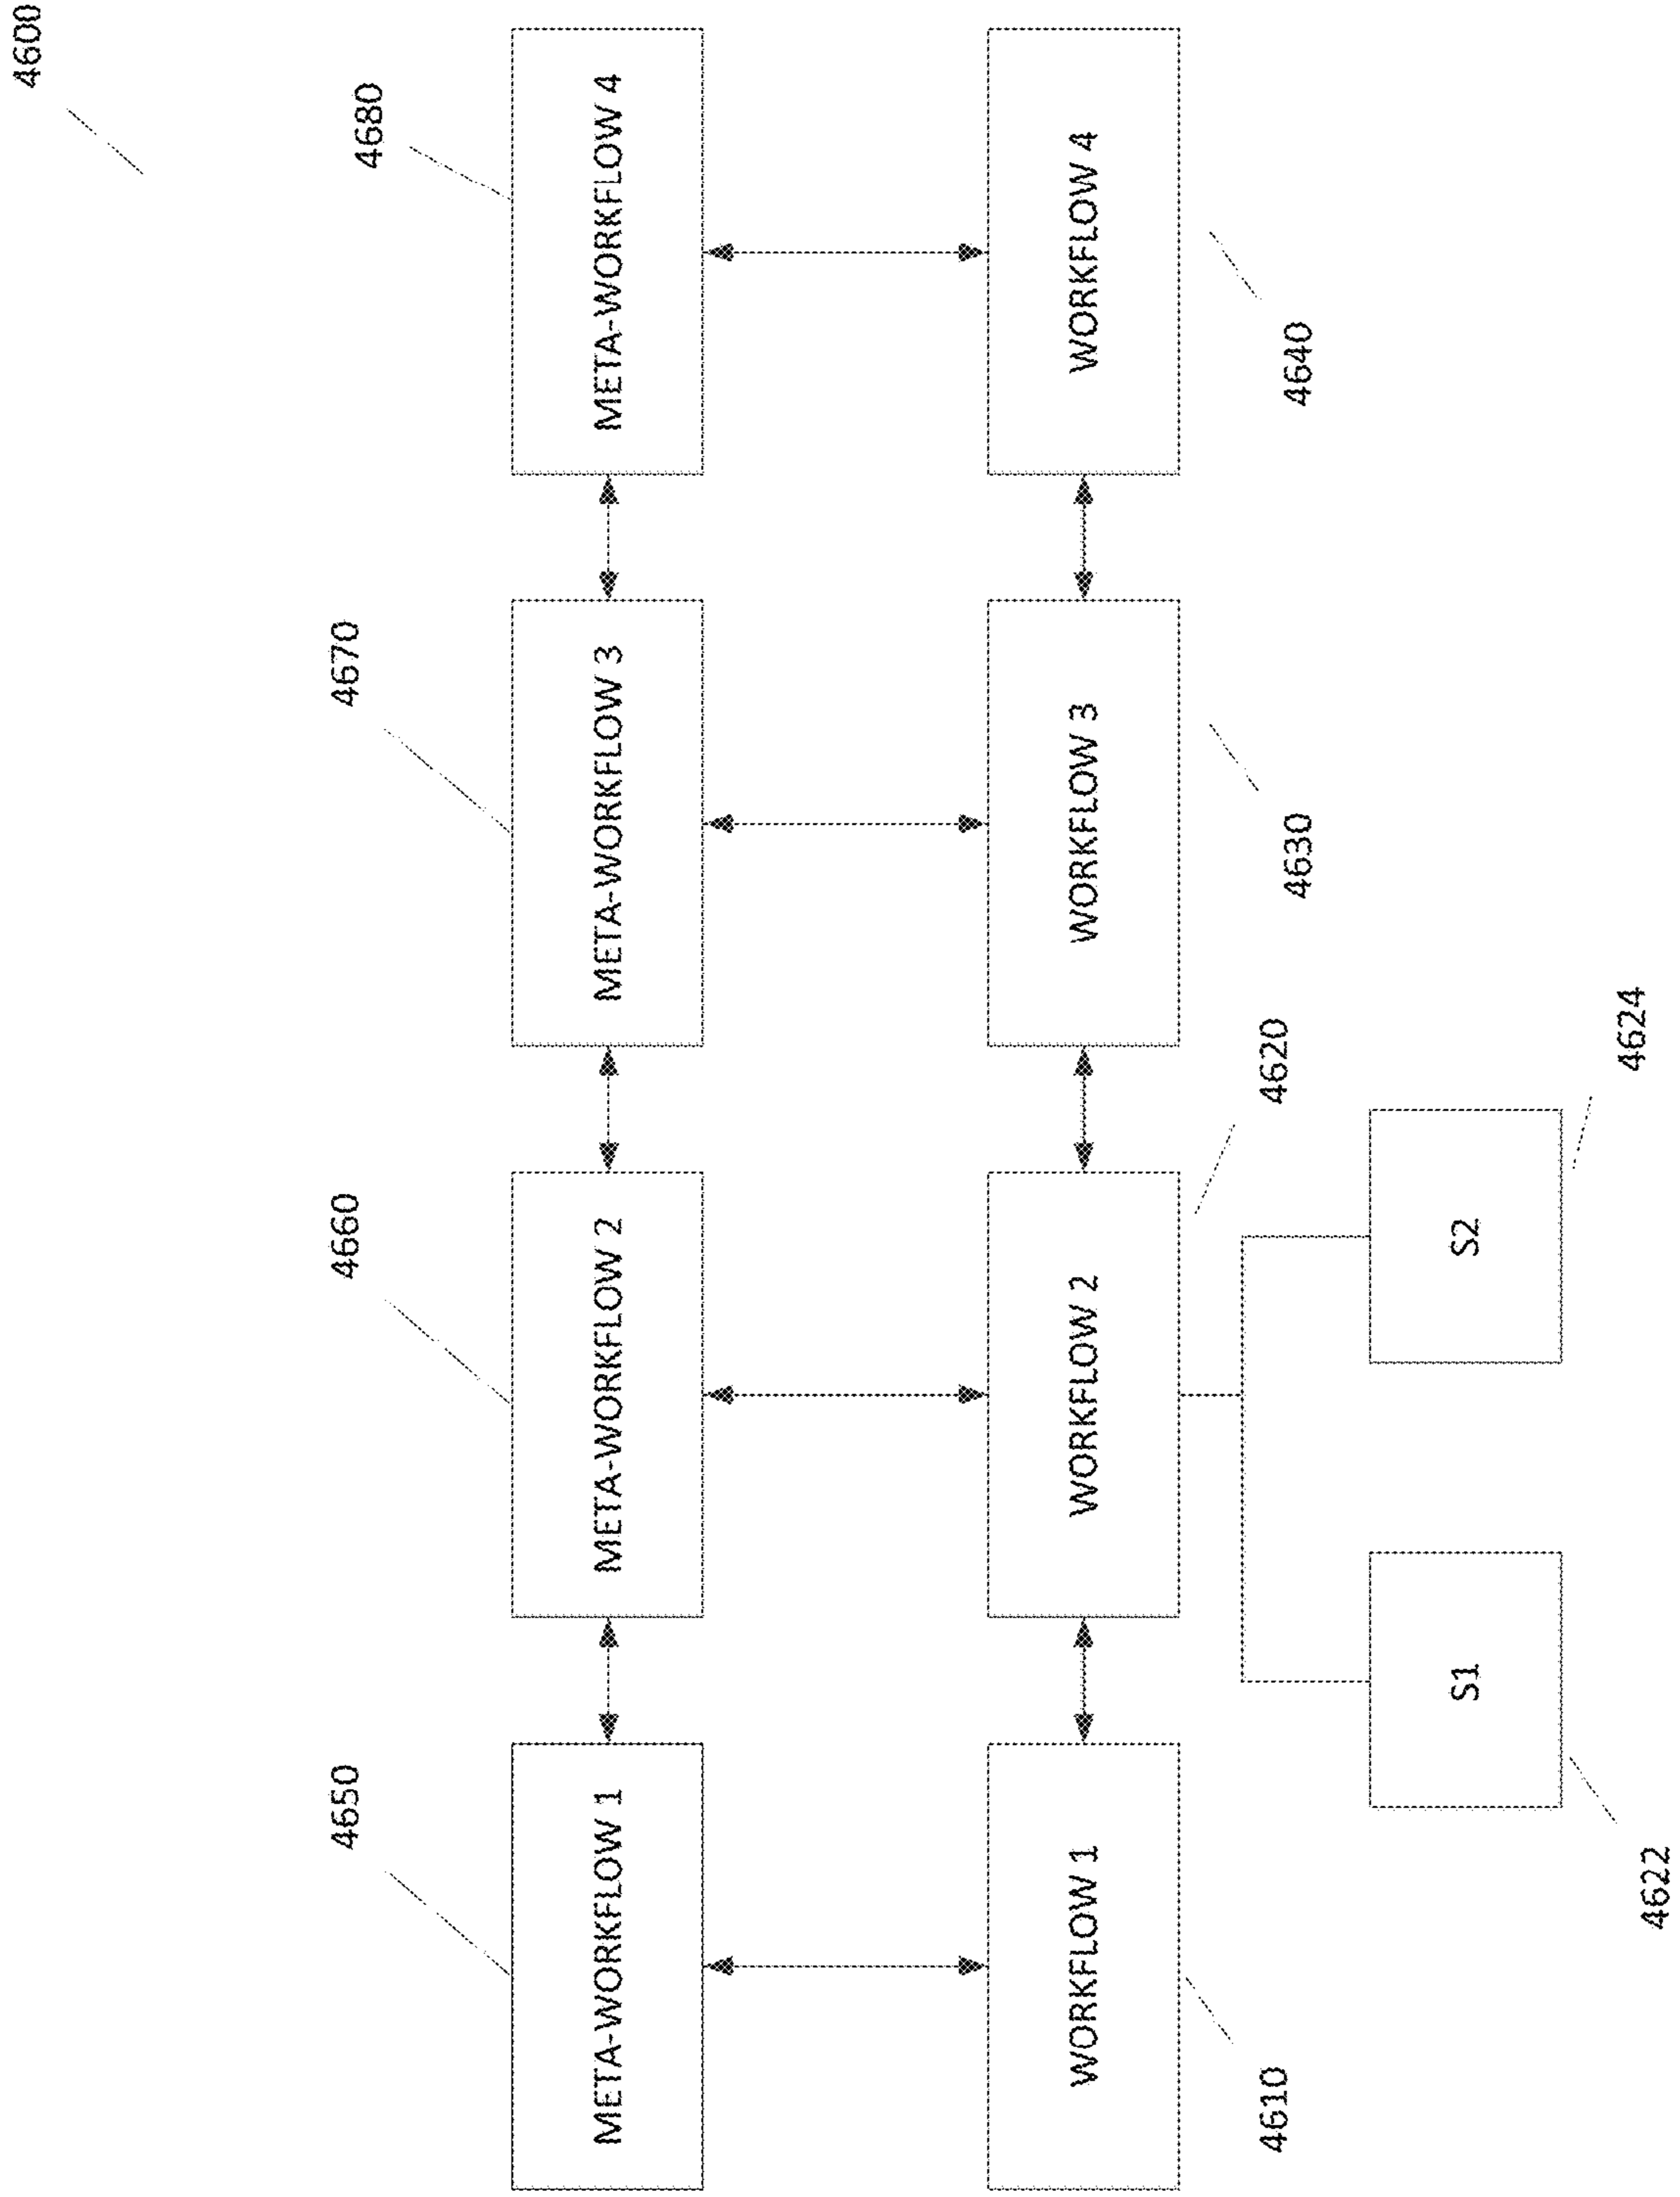 4600
4650
4660
4670
4680
META-WORKFLOW 1
META-WORKFLOW 2
META-WORKFLOW 3
META-WORKFLOW 4
WORKFLOW 1
WORKFLOW 2
WORKFLOW 3
WORKFLOW 4
4610
4620
4630
4640
S1
S2
4622
4624